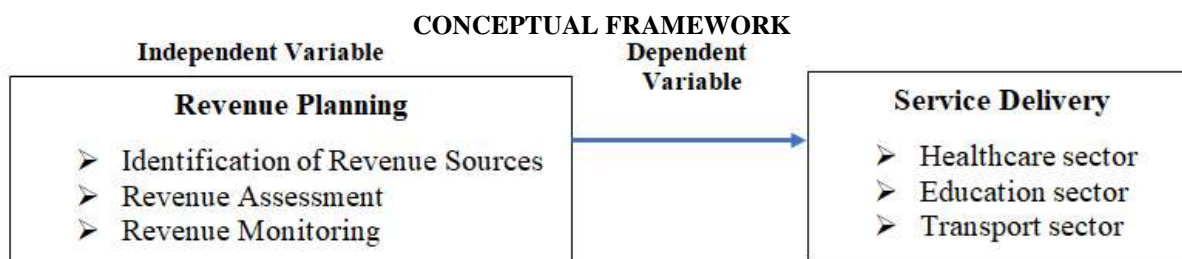 CONCEPTUAL FRAMEWORK
Independent Variable
Dependent
Variable
Revenue Planning
➢ Identification of Revenue Sources
➢ Revenue Assessment
➢ Revenue Monitoring
Service Delivery
➢ Healthcare sector
➢ Education sector
➢ Transport sector